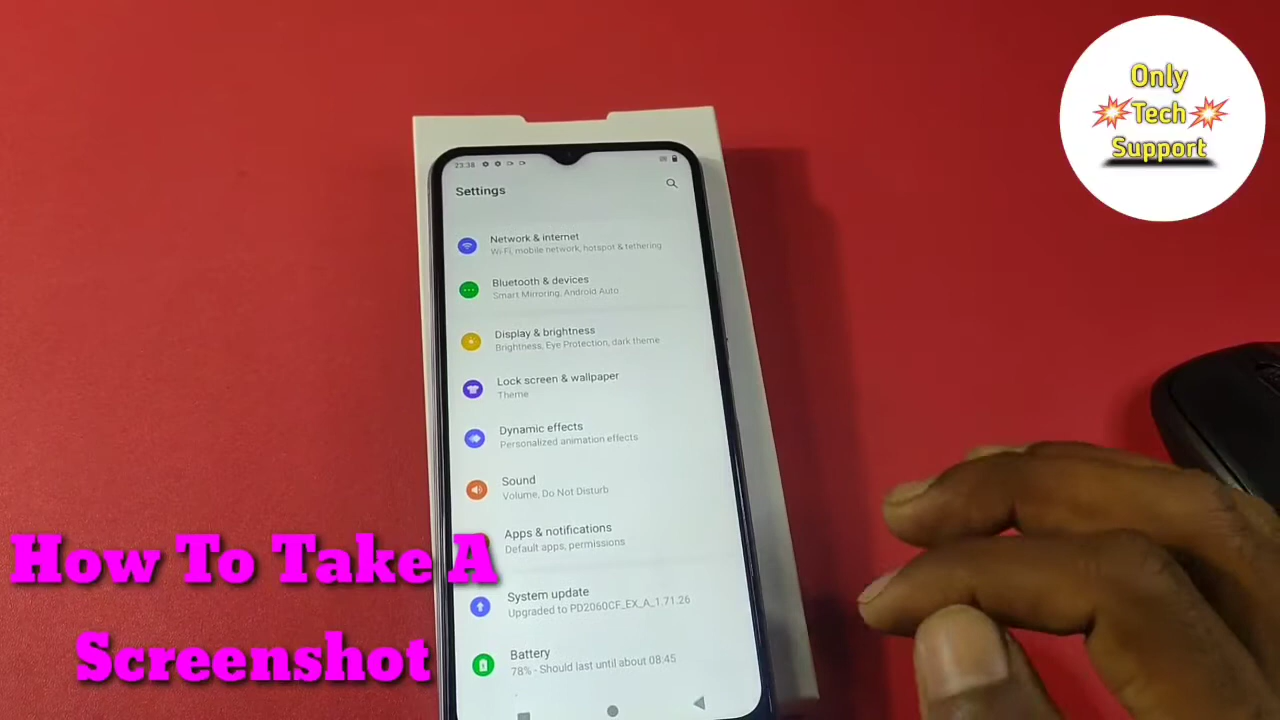 Only
Tech
Support
23:38
Settings
Network & internet
Wi-Fi, mobile network, hotspot & tethering
Bluetooth & devices
Smart Mirroring, Android Auto
Display & brightness
Brightness, Eye Protection, dark theme
Lock screen & wallpaper
Theme
Dynamic effects
Personalized animation effects
Sound
Volume, Do Not Disturb
Apps & notifications
Default apps, permissions
System update
Upgraded to PD2060CF_EX_A_1.71.26
Battery
78% - Should last until about 08:45
How To Take A
Screenshot